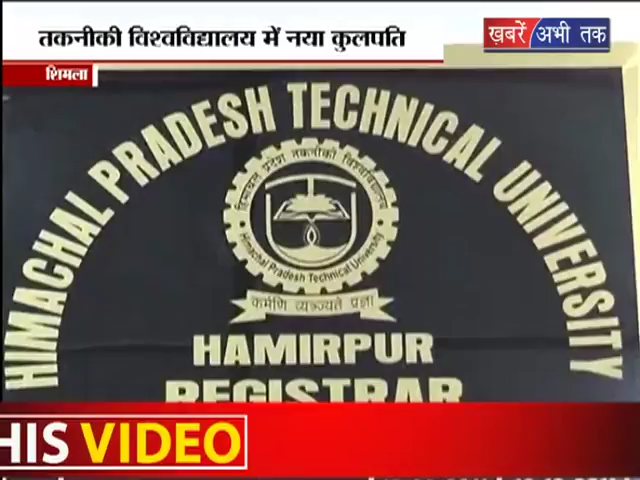 तकनीकी विश्वविद्यालय में नया कुलपति
ख़बरें अभी तक
शिमला
HIMACHAL PRADESH TECHNICAL UNIVERSITY
हिमाचल प्रदेश तकनीकी विश्वविद्यालय
Himachal Pradesh Technical University
कर्मणि व्यज्यते प्रज्ञा
HAMIRPUR
REGISTRAR
HIS VIDEO